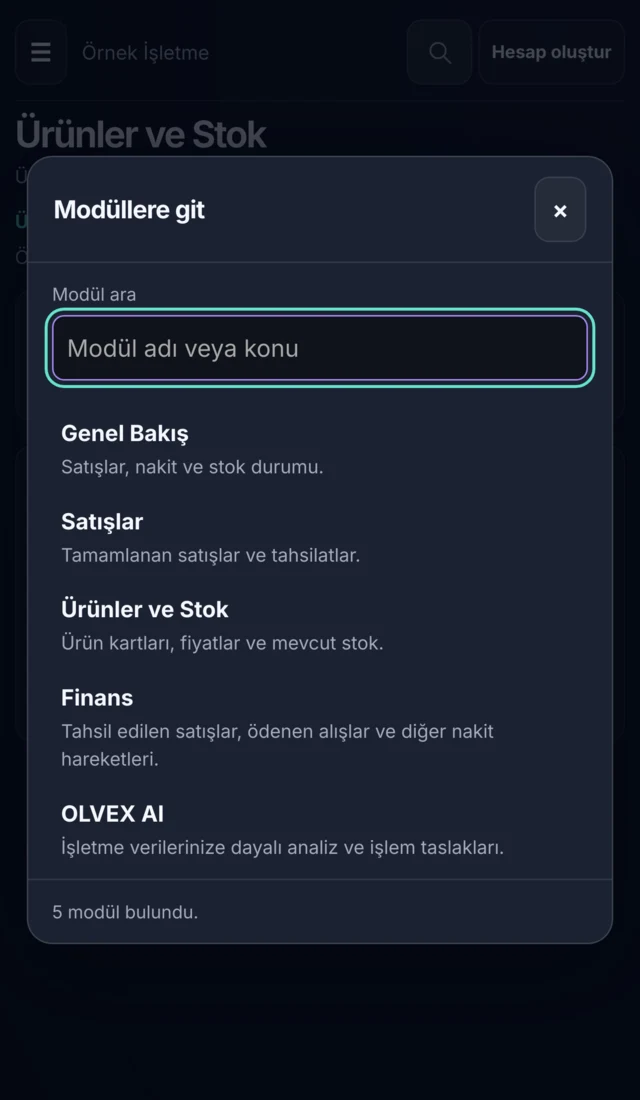 Örnek İşletme
Hesap oluştur
Ürünler ve Stok
Ü
Ü
Ö
Modüllere git
Modül ara
Modül adı veya konu
Genel Bakış
Satışlar, nakit ve stok durumu.
Satışlar
Tamamlanan satışlar ve tahsilatlar.
Ürünler ve Stok
Ürün kartları, fiyatlar ve mevcut stok.
Finans
Tahsil edilen satışlar, ödenen alışlar ve diğer nakit
hareketleri.
OLVEX AI
İşletme verilerinize dayalı analiz ve işlem taslakları.
5 modül bulundu.